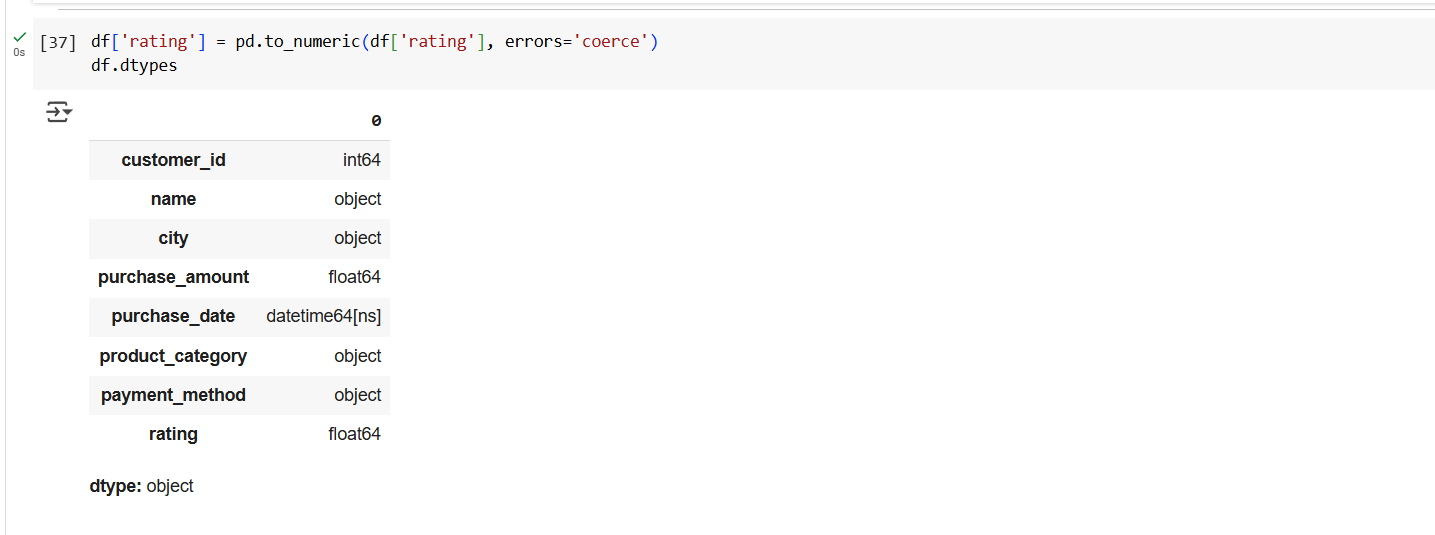 0s [37] df['rating'] = pd.to_numeric(df['rating'], errors='coerce')
df.dtypes
0
customer_id int64
name object
city object
purchase_amount float64
purchase_date datetime64[ns]
product_category object
payment_method object
rating float64
dtype: object